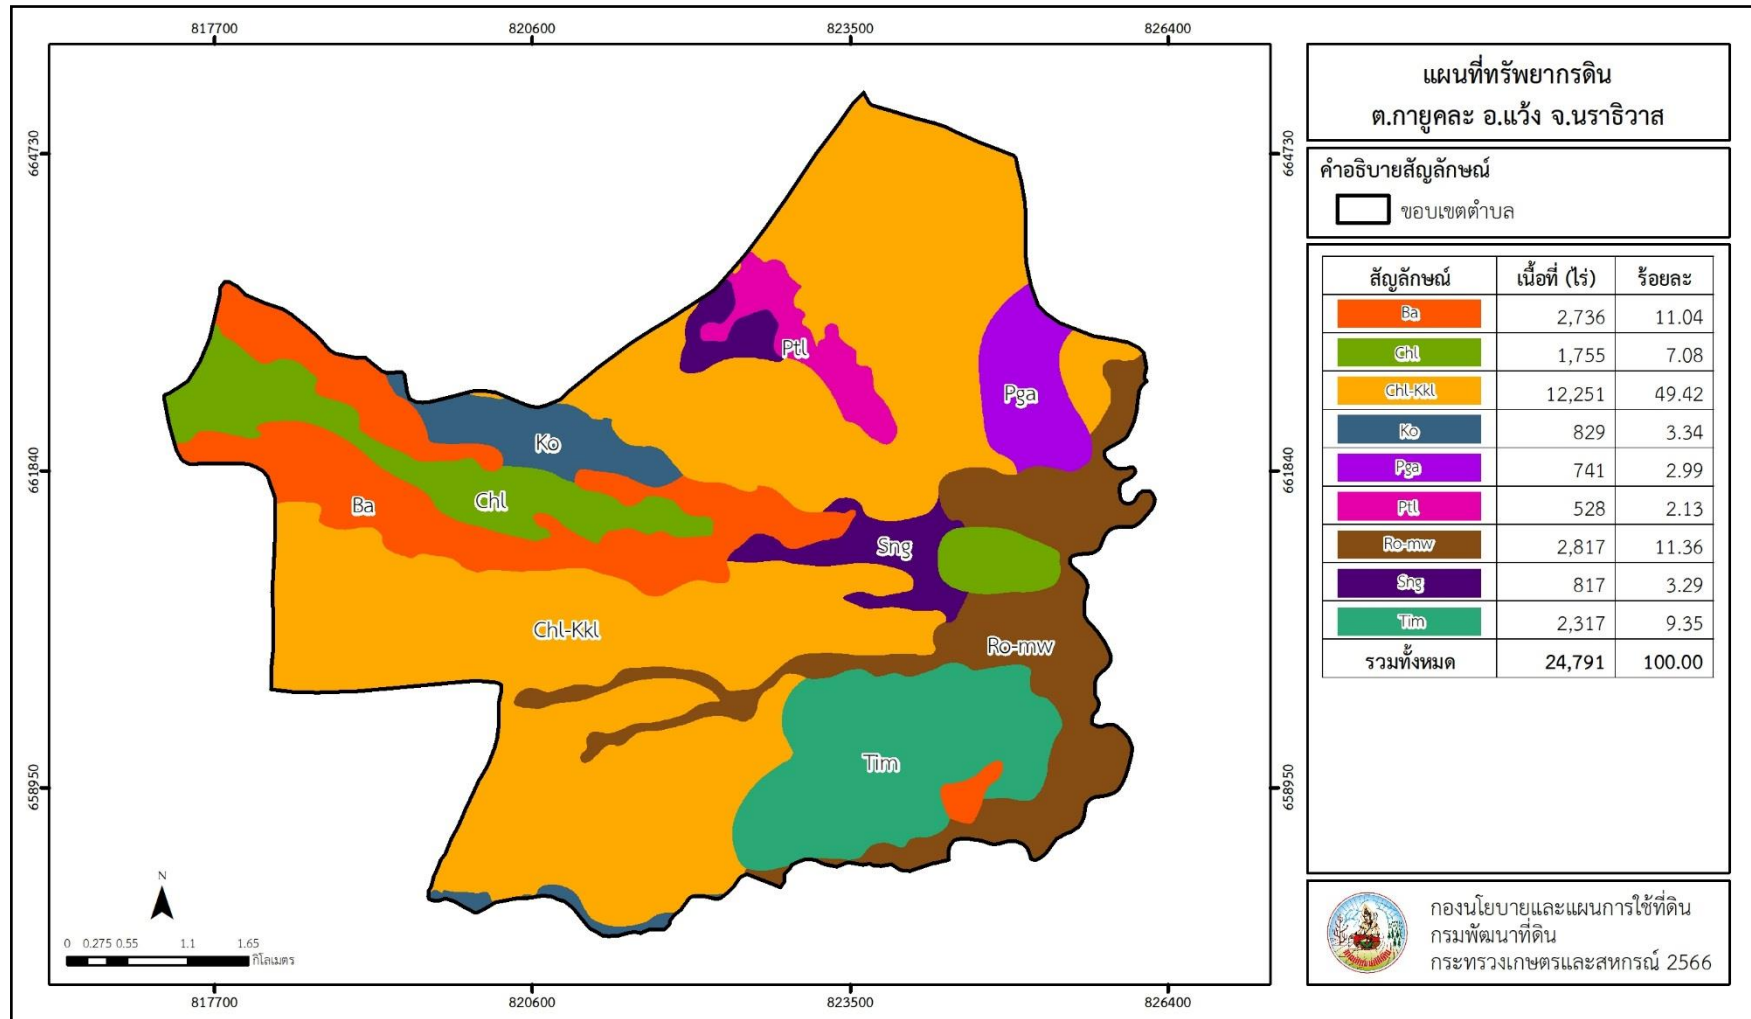 817700 820600 823500 826400
664730 664730
661840 661840
658950 658950
817700 820600 823500 826400
Ptl
Pga
Ko
Ba
Chl
Sng
Chl-Kkl
Ro-mw
Tim
N
0 0.275 0.55 1.1 1.65
กิโลเมตร
แผนที่ทรัพยากรดิน
ต.กายูคละ อ.แว้ง จ.นราธิวาส
คำอธิบายสัญลักษณ์
ขอบเขตตำบล
สัญลักษณ์ เนื้อที่ (ไร่) ร้อยละ
Ba 2,736 11.04
Chl 1,755 7.08
Chl-Kkl 12,251 49.42
Ko 829 3.34
Pga 741 2.99
Ptl 528 2.13
Ro-mw 2,817 11.36
Sng 817 3.29
Tim 2,317 9.35
รวมทั้งหมด 24,791 100.00
กองนโยบายและแผนการใช้ที่ดิน
กรมพัฒนาที่ดิน
กระทรวงเกษตรและสหกรณ์ 2566